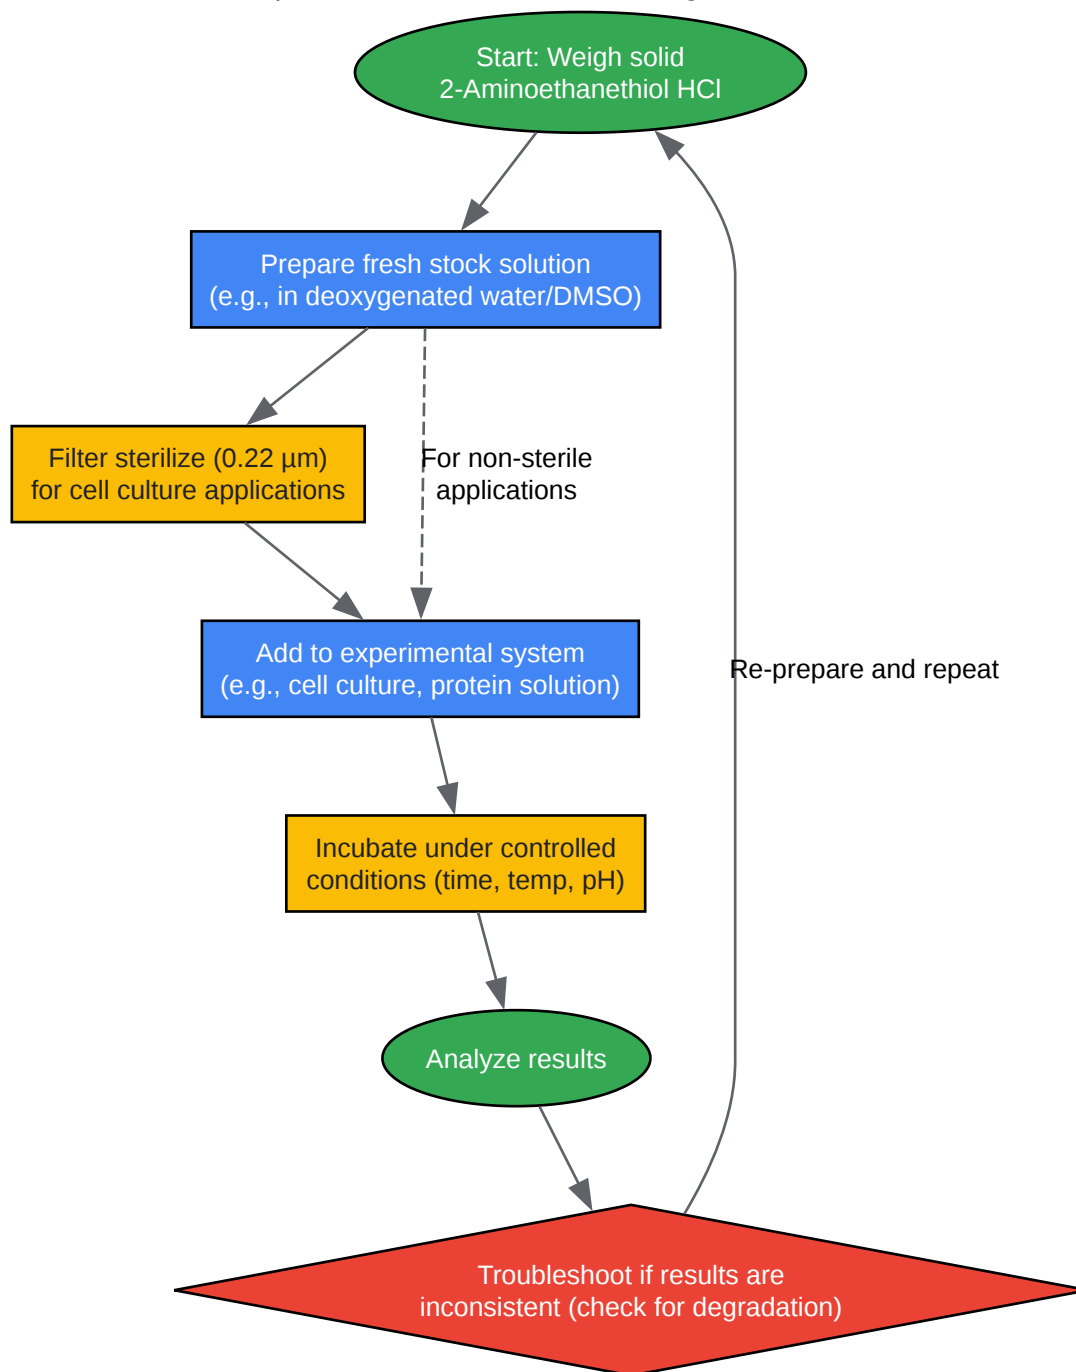 Start: Weigh solid
2-Aminoethanethiol HCl
Prepare fresh stock solution
(e.g., in deoxygenated water/DMSO)
Filter sterilize (0.22 µm)
for cell culture applications
For non-sterile
applications
Add to experimental system
(e.g., cell culture, protein solution)
Re-prepare and repeat
Incubate under controlled
conditions (time, temp, pH)
Analyze results
Troubleshoot if results are
inconsistent (check for degradation)